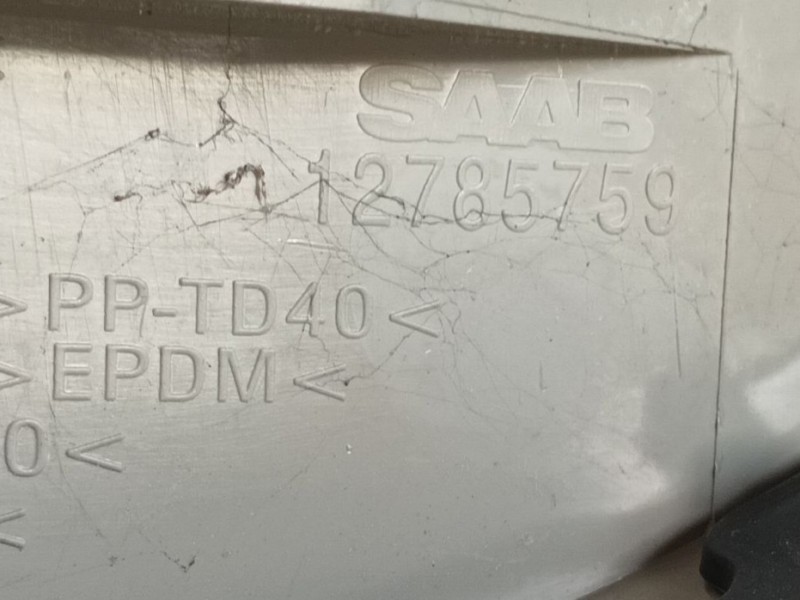 SAAB
12785759
>PP-TD40<
>EPDM<
0<
<